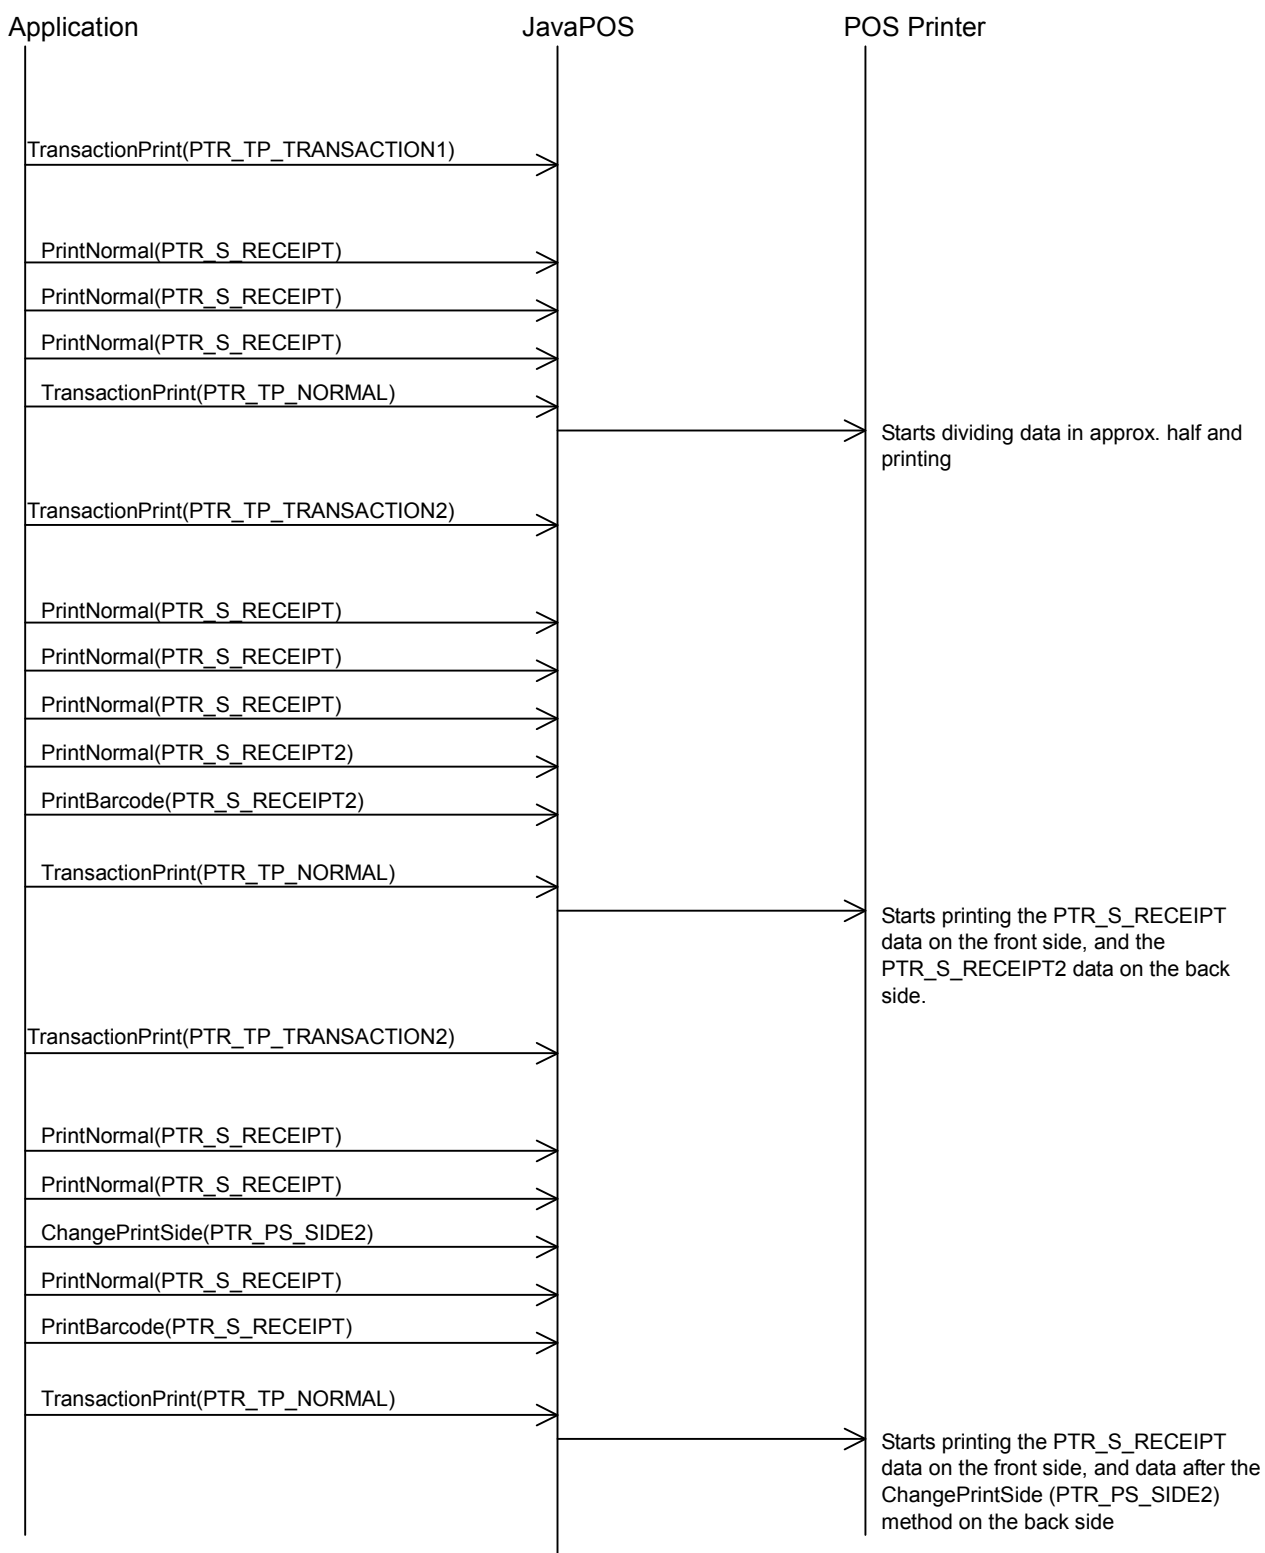 Application
JavaPOS
POS Printer
TransactionPrint(PTR_TP_TRANSACTION1)
PrintNormal(PTR_S_RECEIPT)
PrintNormal(PTR_S_RECEIPT)
PrintNormal(PTR_S_RECEIPT)
TransactionPrint(PTR_TP_NORMAL)
Starts dividing data in approx. half and
printing
TransactionPrint(PTR_TP_TRANSACTION2)
PrintNormal(PTR_S_RECEIPT)
PrintNormal(PTR_S_RECEIPT)
PrintNormal(PTR_S_RECEIPT)
PrintNormal(PTR_S_RECEIPT2)
PrintBarcode(PTR_S_RECEIPT2)
TransactionPrint(PTR_TP_NORMAL)
Starts printing the PTR_S_RECEIPT
data on the front side, and the
PTR_S_RECEIPT2 data on the back
side.
TransactionPrint(PTR_TP_TRANSACTION2)
PrintNormal(PTR_S_RECEIPT)
PrintNormal(PTR_S_RECEIPT)
ChangePrintSide(PTR_PS_SIDE2)
PrintNormal(PTR_S_RECEIPT)
PrintBarcode(PTR_S_RECEIPT)
TransactionPrint(PTR_TP_NORMAL)
Starts printing the PTR_S_RECEIPT
data on the front side, and data after the
ChangePrintSide (PTR_PS_SIDE2)
method on the back side